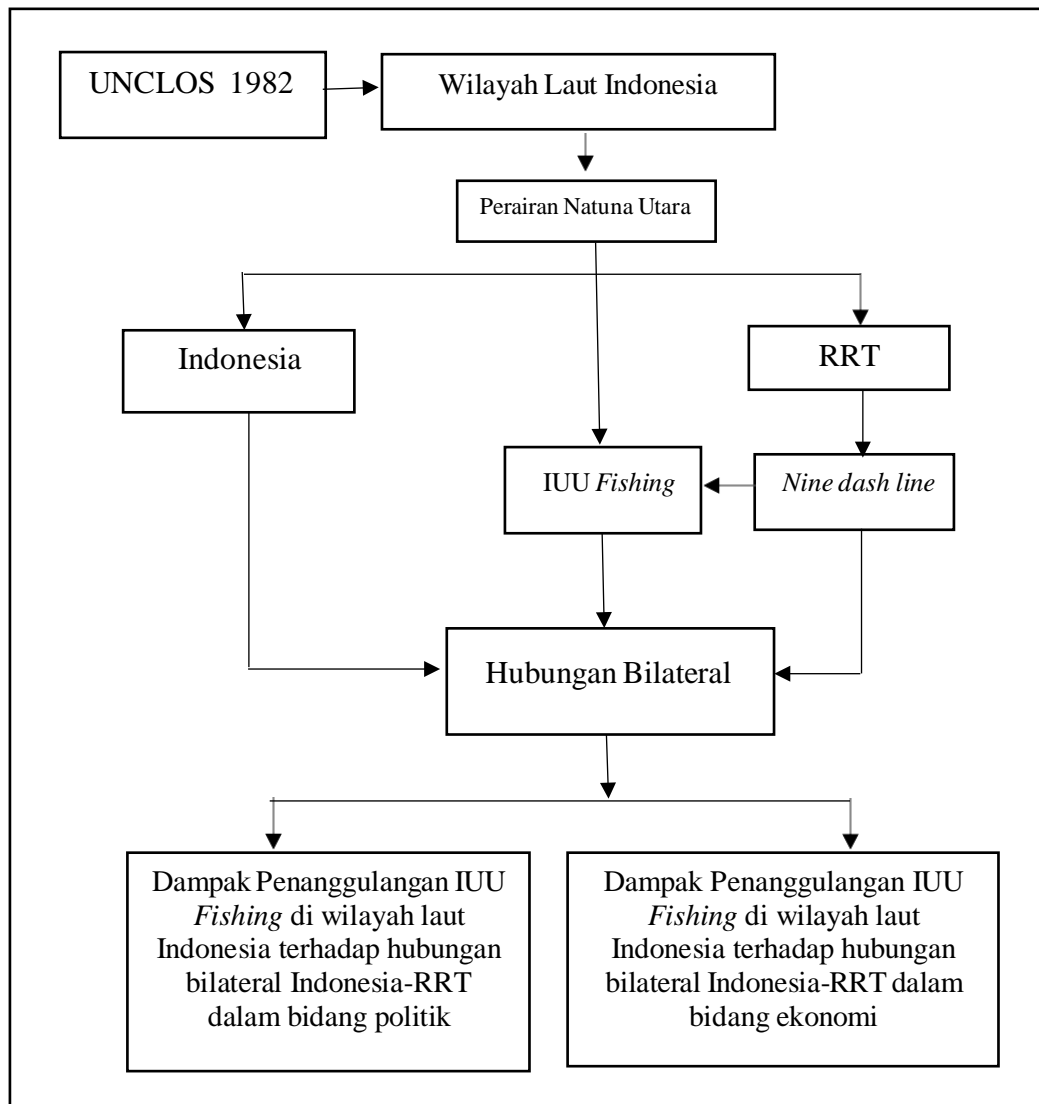 UNCLOS 1982
Wilayah Laut Indonesia
Perairan Natuna Utara
Indonesia
RRT
IUU Fishing
Nine dash line
Hubungan Bilateral
Dampak Penanggulangan IUU
Fishing di wilayah laut
Indonesia terhadap hubungan
bilateral Indonesia-RRT
dalam bidang politik
Dampak Penanggulangan IUU
Fishing di wilayah laut
Indonesia terhadap hubungan
bilateral Indonesia-RRT dalam
bidang ekonomi